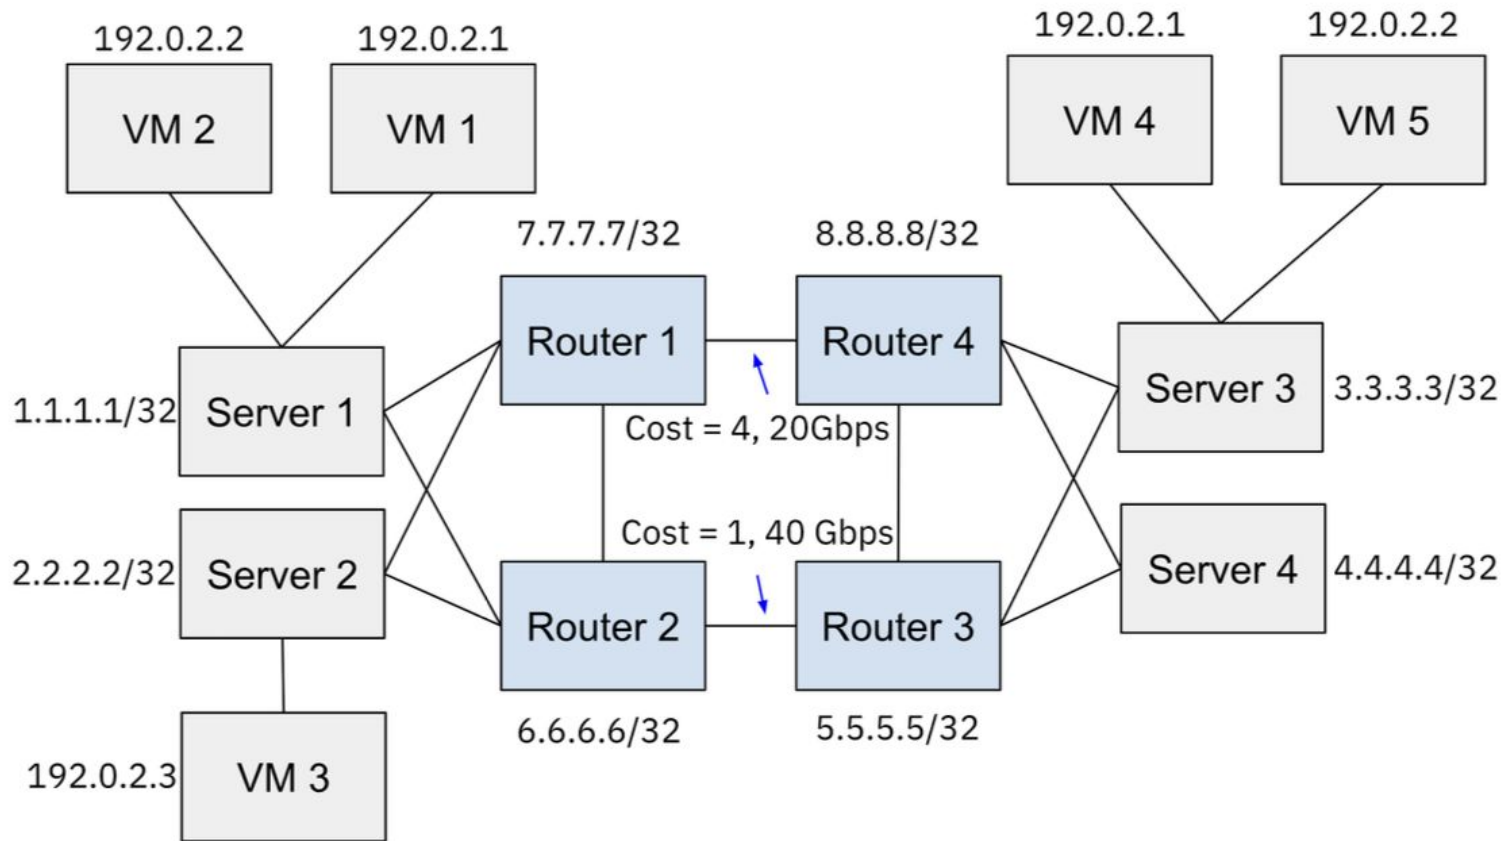 192.0.2.2
192.0.2.1
192.0.2.1
192.0.2.2
VM 2
VM 1
VM 4
VM 5
7.7.7.7/32
8.8.8.8/32
Router 1
Router 4
1.1.1.1/32
Server 1
Server 3
3.3.3.3/32
Cost = 4, 20Gbps
Cost = 1, 40 Gbps
2.2.2.2/32
Server 2
Server 4
4.4.4.4/32
Router 2
Router 3
6.6.6.6/32
5.5.5.5/32
192.0.2.3
VM 3